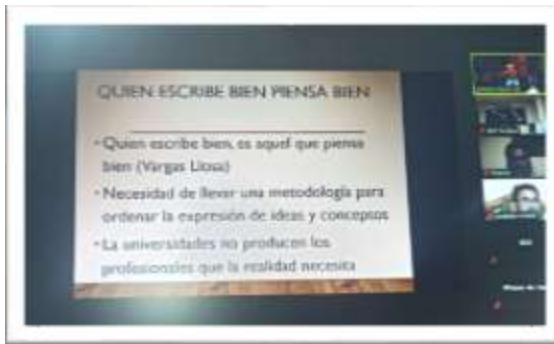 QUIEN ESCRIBE BIEN PIENSA BIEN
• Quien escribe bien, es aquel que piensa
bien (Vargas Llosa)
• Necesidad de llevar una metodología para
ordenar la expresión de ideas y conceptos
• La universidades no producen los
profesionales que la realidad necesita